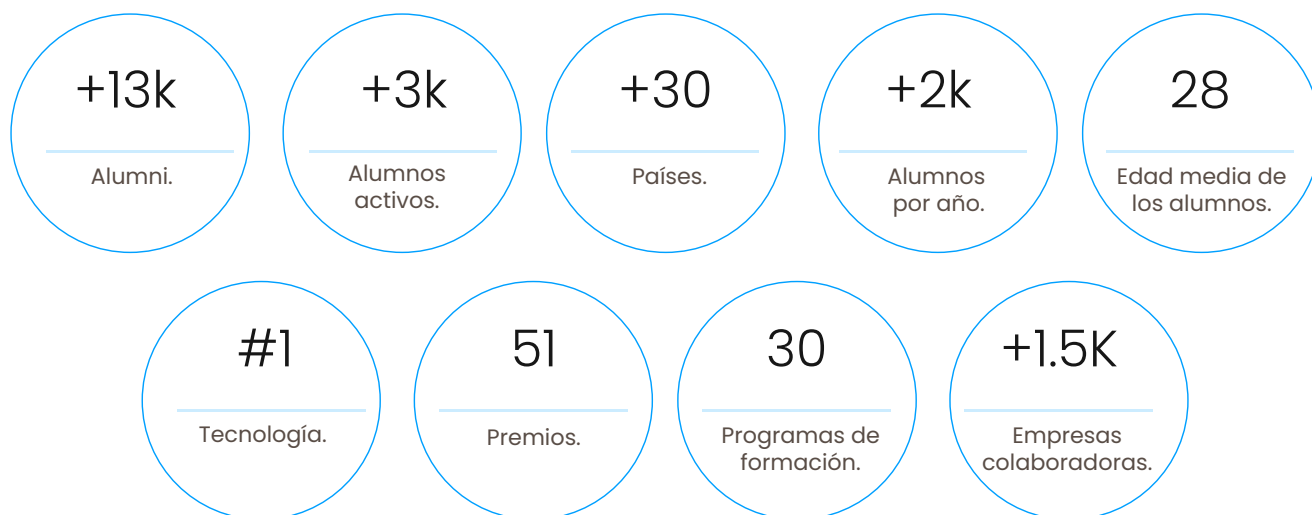 +13k
Alumni.
+3k
Alumnos
activos.
+30
Países.
+2k
Alumnos
por año.
28
Edad media de
los alumnos.
#1
Tecnología.
51
Premios.
30
Programas de
formación.
+1.5K
Empresas
colaboradoras.